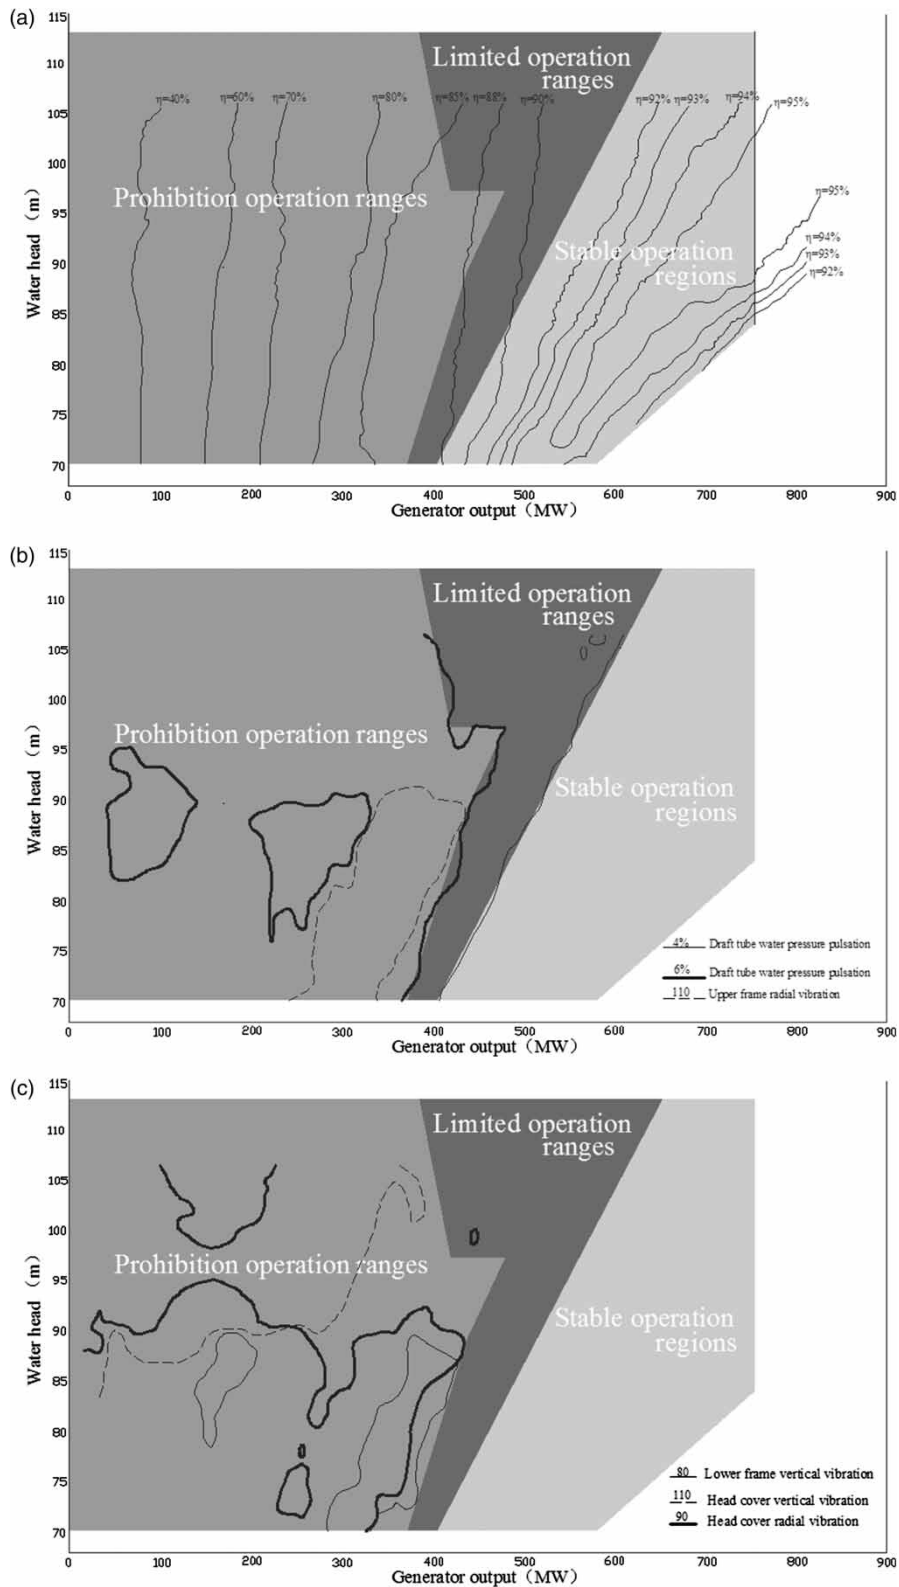 (a)
115
110
105
100
95
90
85
80
75
70
Water head (m)
Limited operation
ranges
η=40%
η=60%
η=70%
η=80%
η=85%
η=88%
η=90%
η=92%
η=93%
η=94%
η=95%
Prohibition operation ranges
η=95%
Stable operation
regions
η=94%
η=93%
η=92%
0
100
200
300
400
500
600
700
800
900
Generator output (MW)
(b)
115
110
105
100
95
90
85
80
75
70
Water head (m)
Limited operation
ranges
Prohibition operation ranges
Stable operation
regions
4% Draft tube water pressure pulsation
6% Draft tube water pressure pulsation
110 Upper frame radial vibration
0
100
200
300
400
500
600
700
800
900
Generator output (MW)
(c)
115
110
105
100
95
90
85
80
75
70
Water head (m)
Limited operation
ranges
Prohibition operation ranges
Stable operation
regions
80 Lower frame vertical vibration
110 Head cover vertical vibration
90 Head cover radial vibration
0
100
200
300
400
500
600
700
800
900
Generator output (MW)